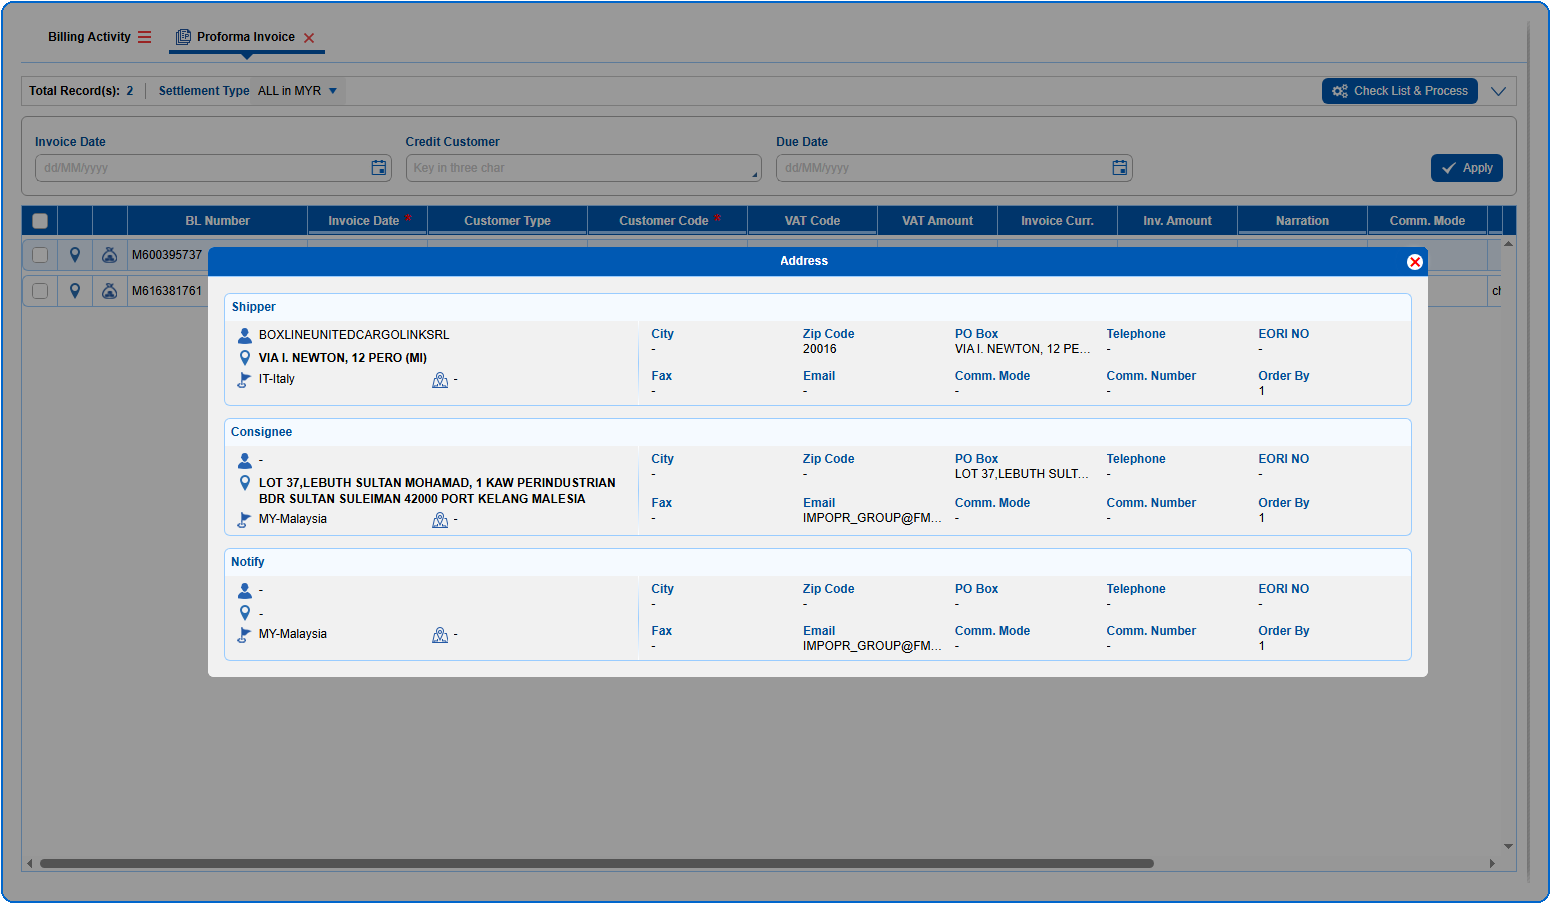 Billing Activity
Proforma Invoice
Total Record(s): 2
Settlement Type
ALL in MYR
Check List & Process
Invoice Date
dd/MM/yyyy
Credit Customer
Key in three char
Due Date
dd/MM/yyyy
Apply
BL Number
Invoice Date *
Customer Type
Customer Code *
VAT Code
VAT Amount
Invoice Curr.
Inv. Amount
Narration
Comm. Mode
M600395737
M616381761
Address
Shipper
BOXLINEUNITEDCARGOLINKSRL
VIA I. NEWTON, 12 PERO (MI)
IT-Italy
-
City
-
Zip Code
20016
PO Box
VIA I. NEWTON, 12 PE...
Telephone
-
EORI NO
-
Fax
-
Email
-
Comm. Mode
-
Comm. Number
-
Order By
1
Consignee
-
LOT 37,LEBUTH SULTAN MOHAMAD, 1 KAW PERINDUSTRIAN
BDR SULTAN SULEIMAN 42000 PORT KELANG MALESIA
MY-Malaysia
-
City
-
Zip Code
-
PO Box
LOT 37,LEBUTH SULT...
Telephone
-
EORI NO
-
Fax
-
Email
IMPOPR_GROUP@FM...
Comm. Mode
-
Comm. Number
-
Order By
1
Notify
-
-
MY-Malaysia
-
City
-
Zip Code
-
PO Box
-
Telephone
-
EORI NO
-
Fax
-
Email
IMPOPR_GROUP@FM...
Comm. Mode
-
Comm. Number
-
Order By
1